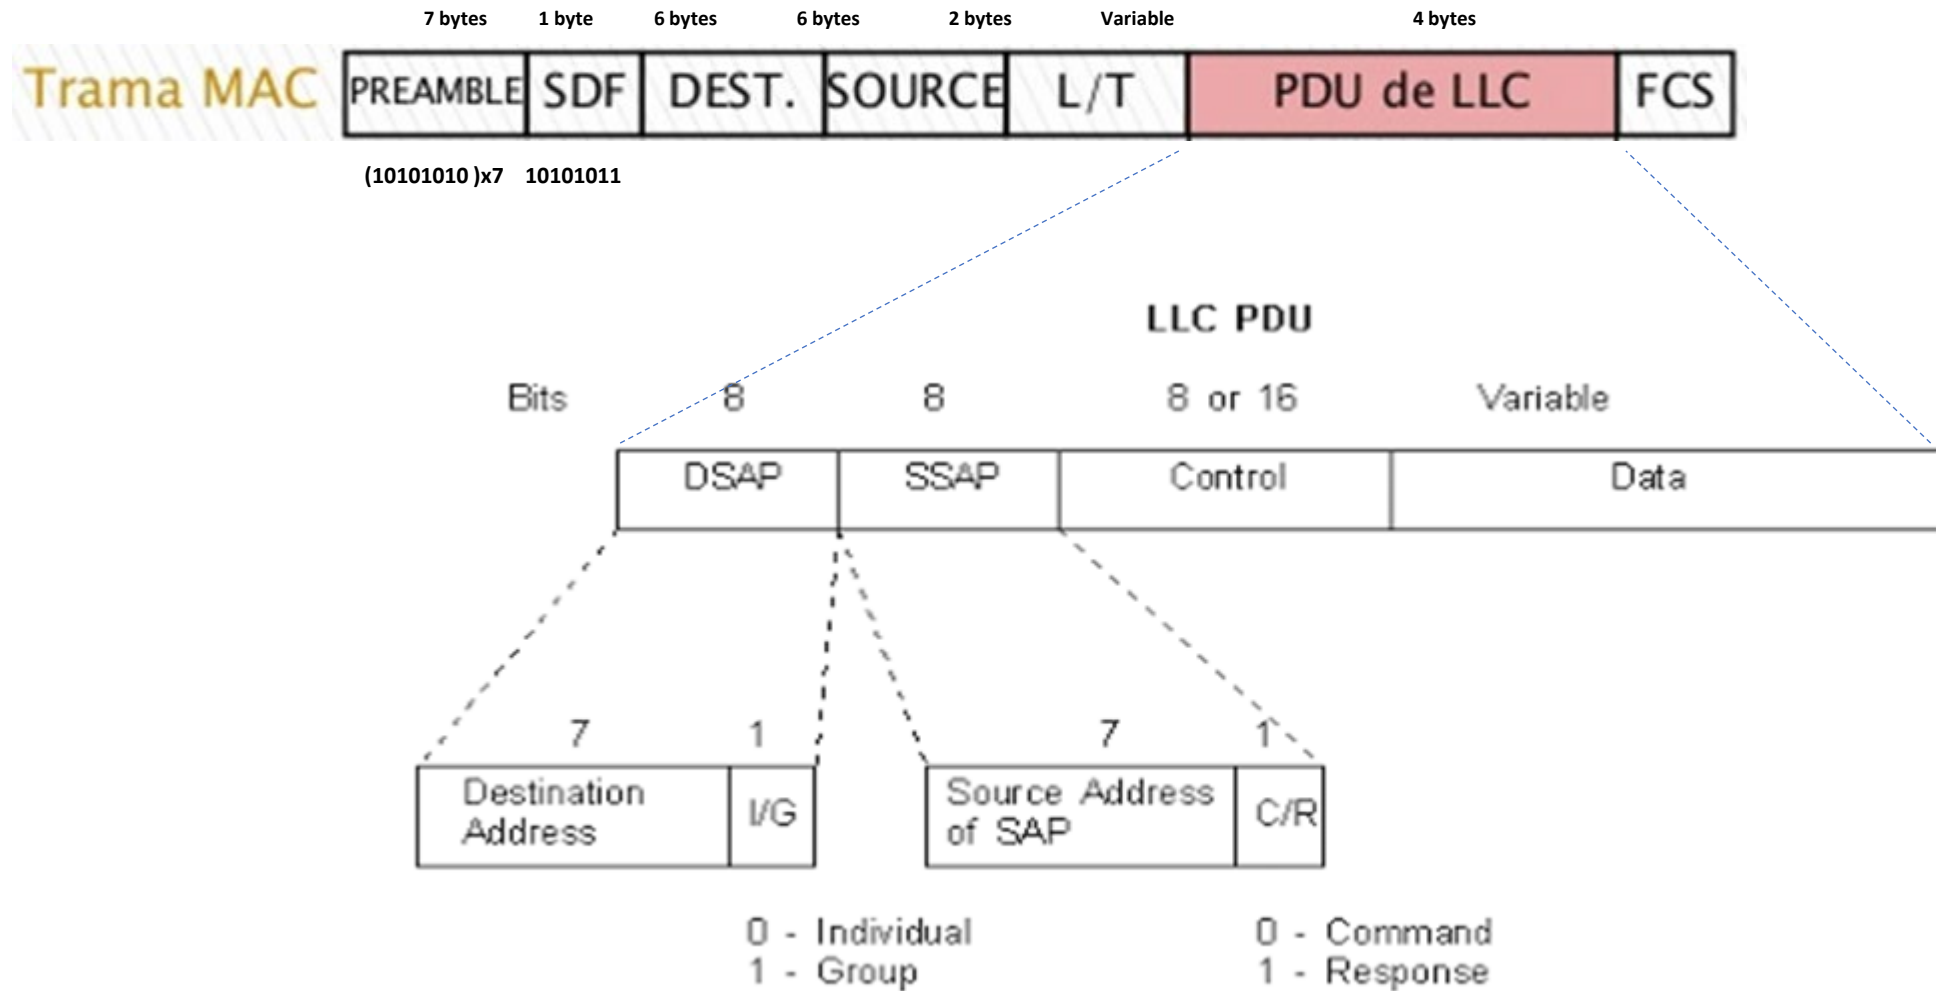 7 bytes 1 byte 6 bytes 6 bytes 2 bytes Variable 4 bytes
Trama MAC PREAMBLE SDF DEST. SOURCE L/T PDU de LLC FCS
(10101010 )x7 10101011
LLC PDU
Bits 8 8 8 or 16 Variable
DSAP SSAP Control Data
7 1 7 1
Destination Address I/G Source Address of SAP C/R
0 - Individual 0 - Command
1 - Group 1 - Response